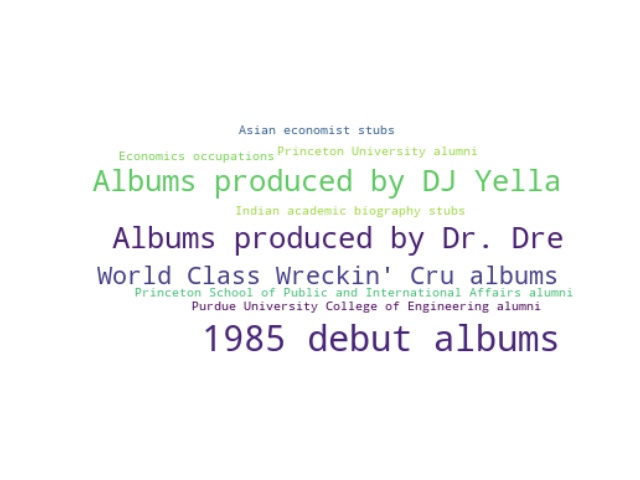 Asian economist stubs
Princeton University alumni
Economics occupations
Albums produced by DJ Yella
Indian academic biography stubs
Albums produced by Dr. Dre
World Class Wreckin' Cru albums
Princeton School of Public and International Affairs alumni
Purdue University College of Engineering alumni
1985 debut albums